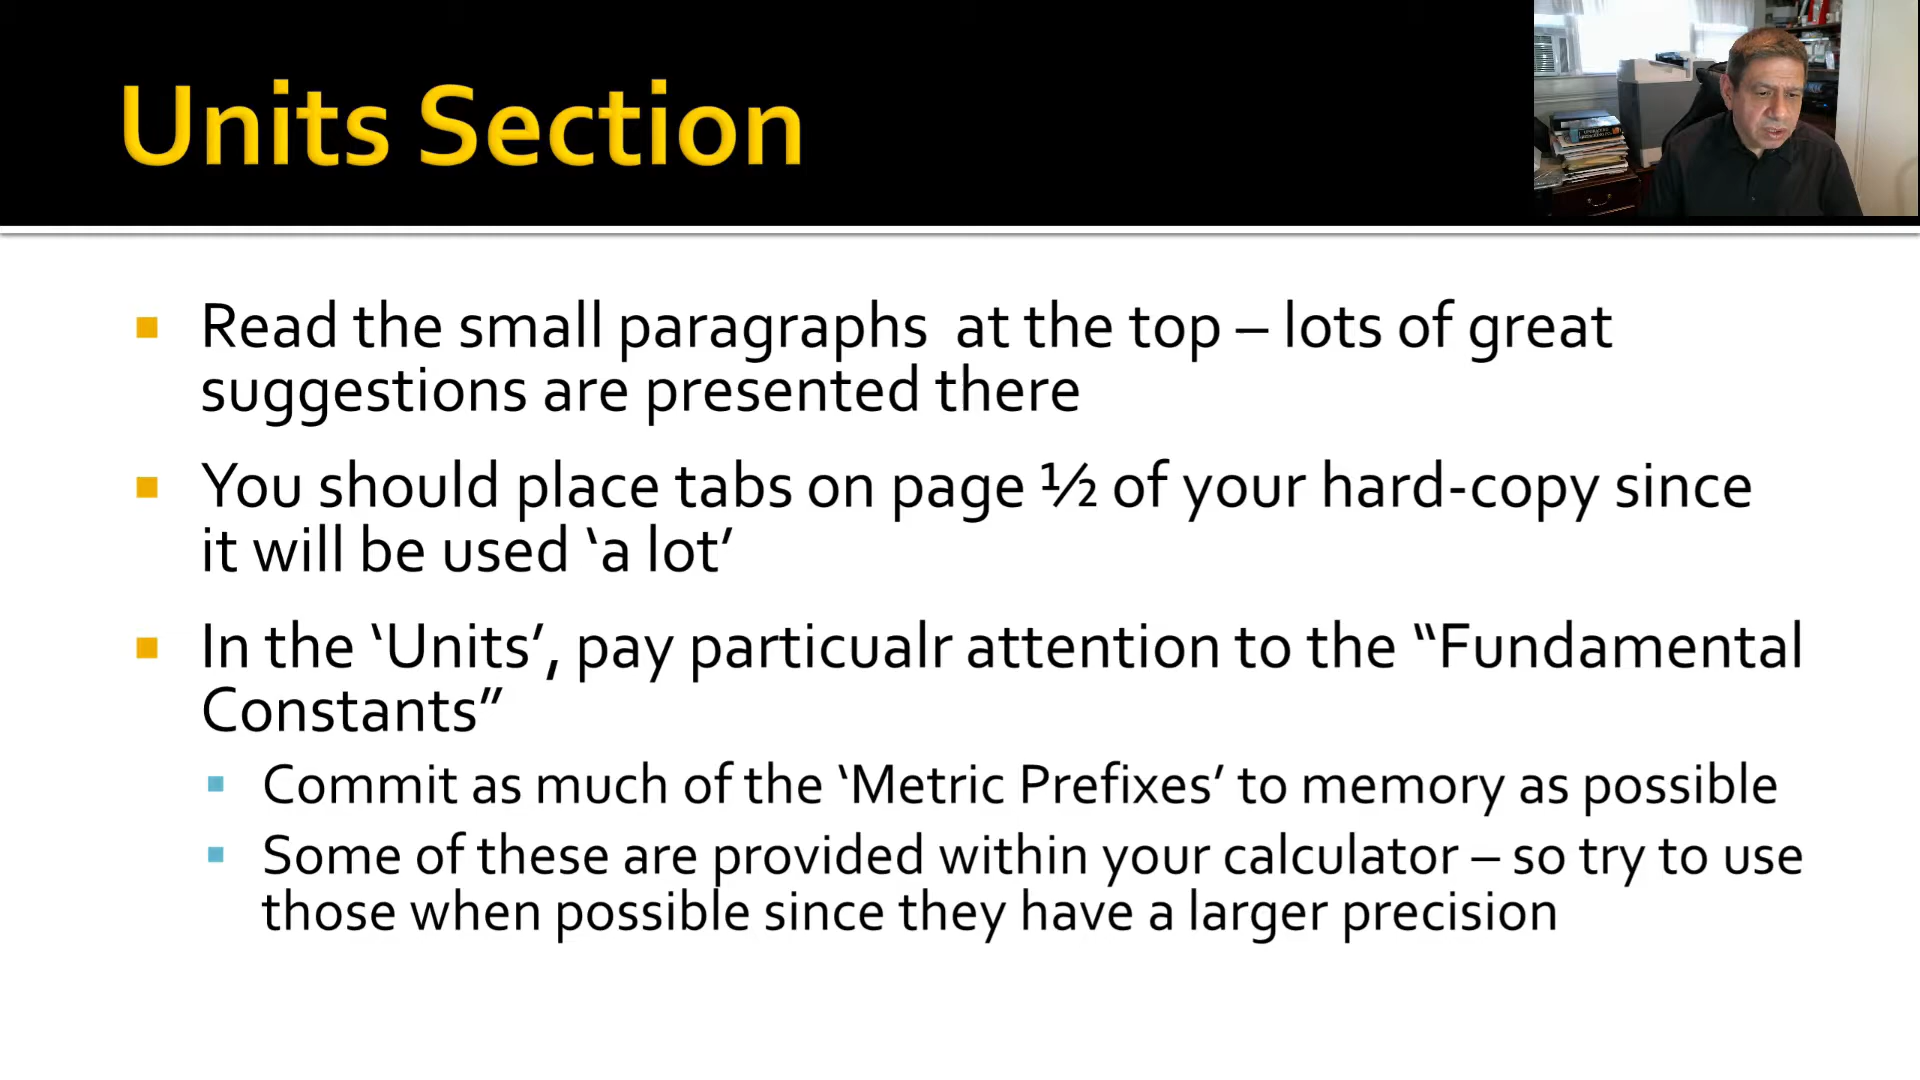 Units Section
Read the small paragraphs at the top – lots of great
suggestions are presented there
You should place tabs on page ½ of your hard-copy since
it will be used ‘a lot’
In the ‘Units’, pay particualr attention to the “Fundamental
Constants”
Commit as much of the ‘Metric Prefixes’ to memory as possible
Some of these are provided within your calculator – so try to use
those when possible since they have a larger precision